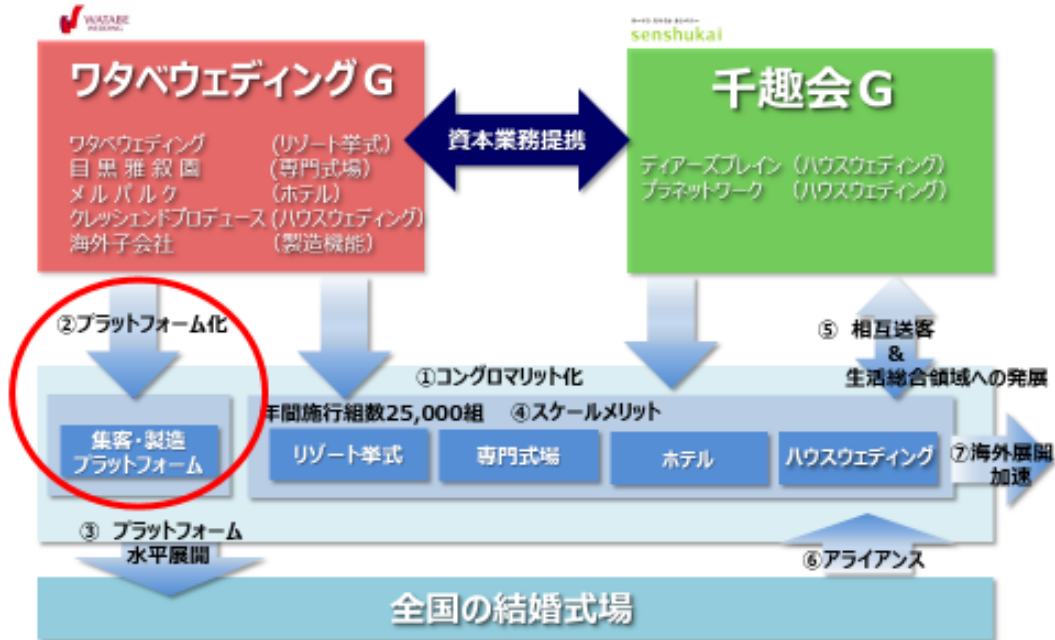 WATABE
WEDDING
senshukai
ワタベウェディングG
千趣会G
資本業務提携
ワタベウェディング (リゾート挙式)
目黒雅叙園 (専門式場)
メルパルク (ホテル)
クレッシェンドプロデュース (ハウスウェディング)
海外子会社 (製造機能)
ディアーズブレイン (ハウスウェディング)
プラネットワーク (ハウスウェディング)
②プラットフォーム化
⑤ 相互送客
&
生活総合領域への発展
①コングロマリット化
年間施行組数25,000組 ④スケールメリット
集客・製造
プラットフォーム
リゾート挙式
専門式場
ホテル
ハウスウェディング
⑦海外展開
加速
③ プラットフォーム
水平展開
⑥アライアンス
全国の結婚式場